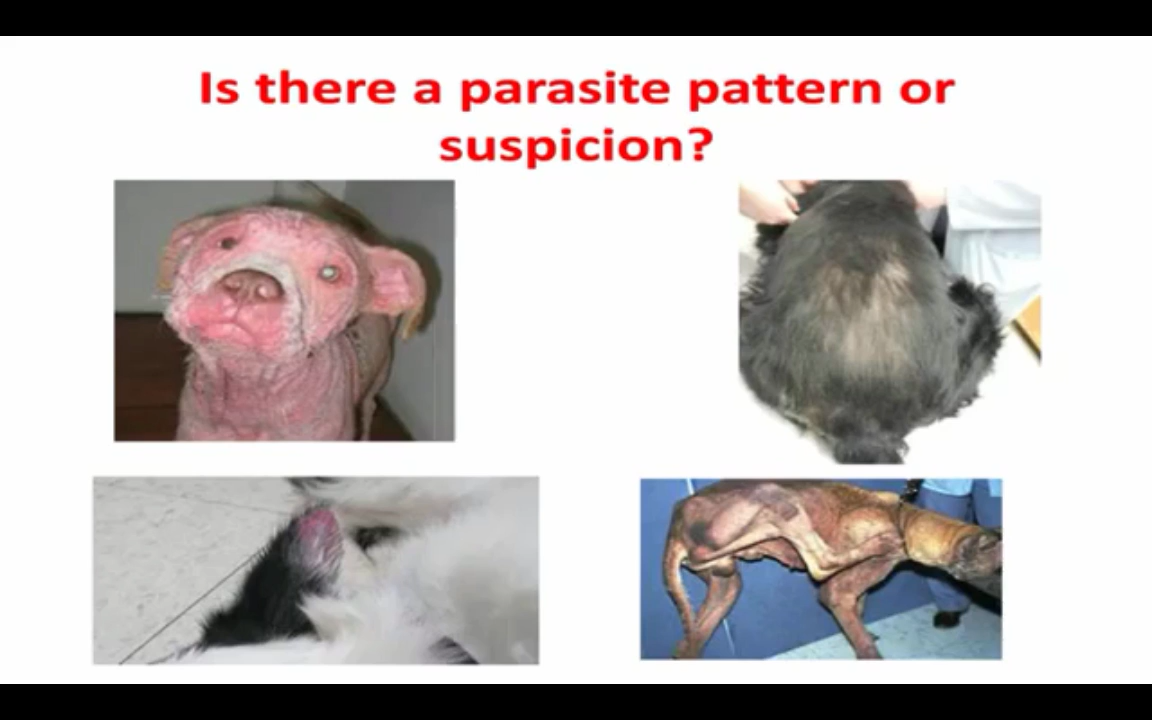 Is there a parasite pattern or
suspicion?